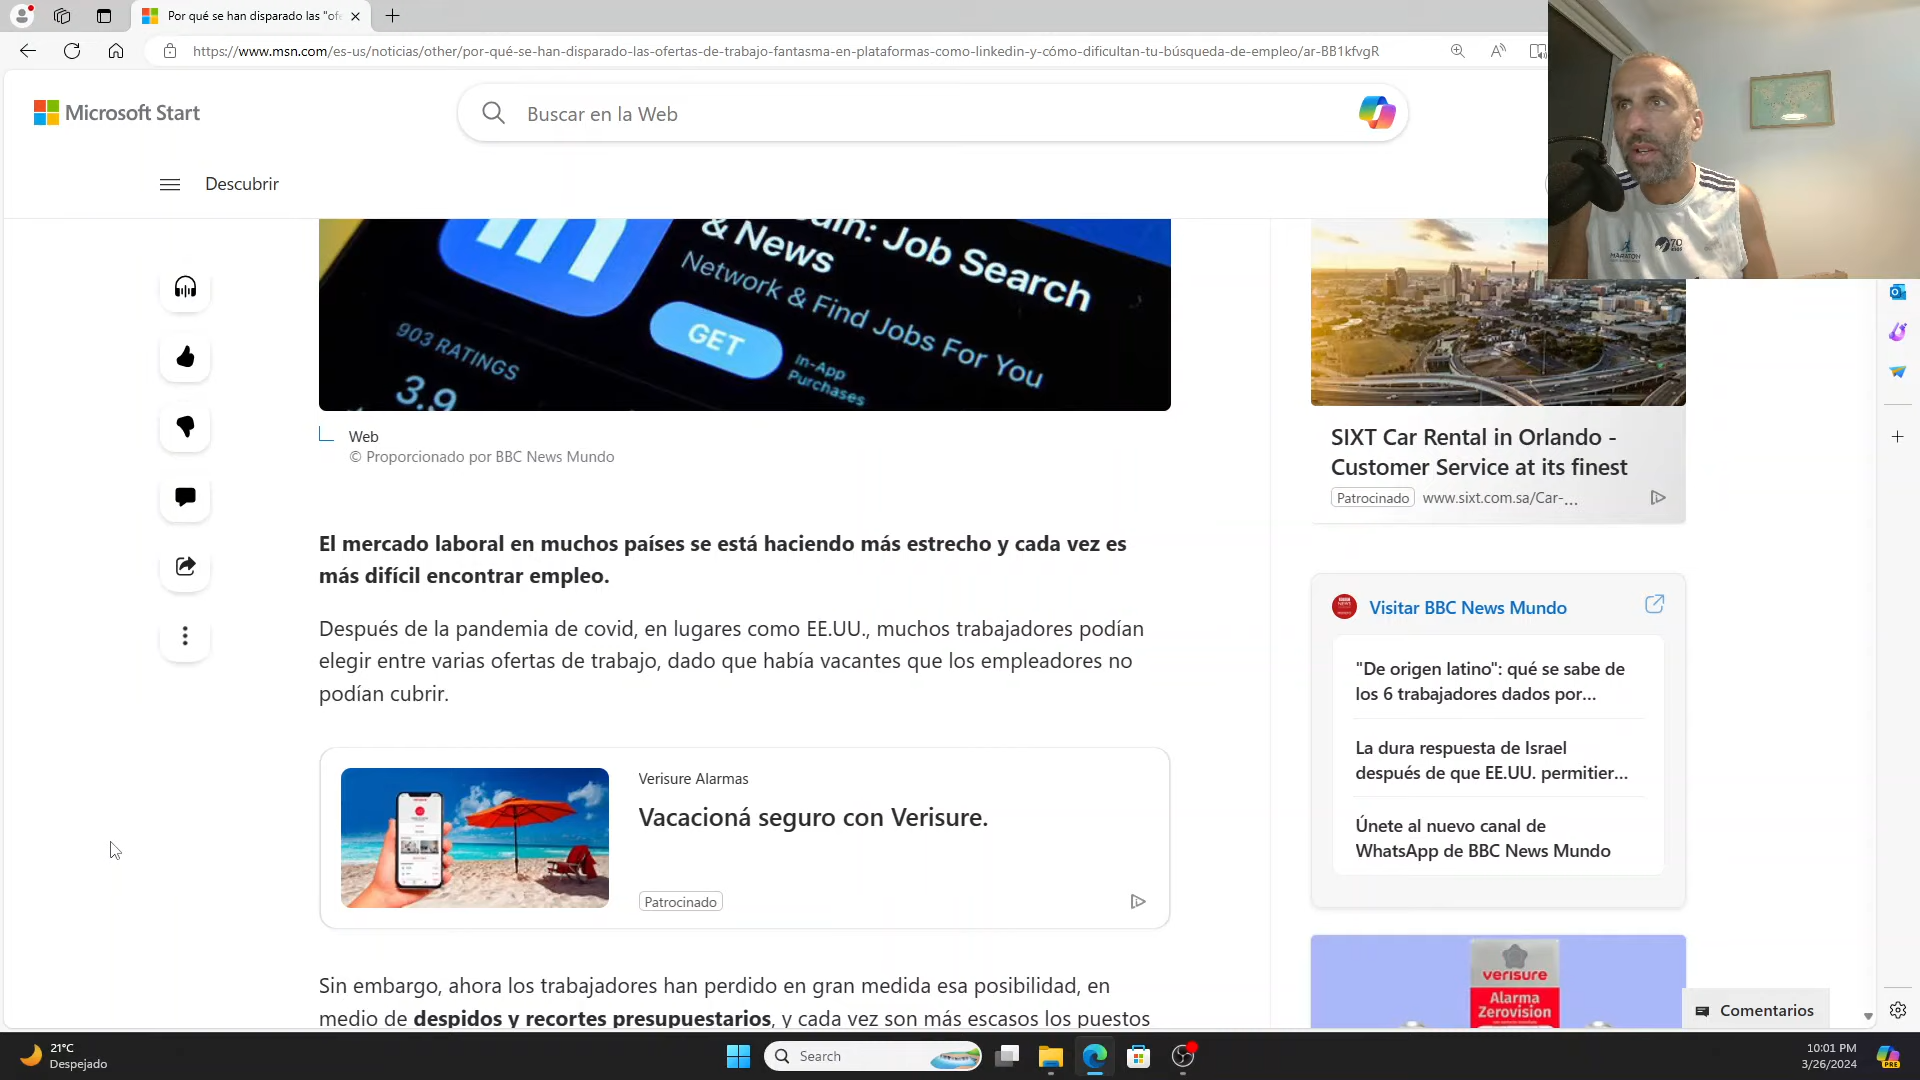 Por qué se han disparado las "ofe
https://www.msn.com/es-us/noticias/other/por-qué-se-han-disparado-las-ofertas-de-trabajo-fantasma-en-plataformas-como-linkedin-y-cómo-dificultan-tu-búsqueda-de-empleo/ar-BB1kfvgR
Microsoft Start
Buscar en la Web
Descubrir
Job Search
& News
Network & Find Jobs For You
GET
In-App
Purchases
903 RATINGS
3.9
Web
© Proporcionado por BBC News Mundo
El mercado laboral en muchos países se está haciendo más estrecho y cada vez es
más difícil encontrar empleo.
Después de la pandemia de covid, en lugares como EE.UU., muchos trabajadores podían
elegir entre varias ofertas de trabajo, dado que había vacantes que los empleadores no
podían cubrir.
Verisure Alarmas
Vacacioná seguro con Verisure.
Patrocinado
Sin embargo, ahora los trabajadores han perdido en gran medida esa posibilidad, en
medio de despidos y recortes presupuestarios, y cada vez son más escasos los puestos
SIXT Car Rental in Orlando -
Customer Service at its finest
Patrocinado www.sixt.com.sa/Car-...
Visitar BBC News Mundo
"De origen latino": qué se sabe de
los 6 trabajadores dados por...
La dura respuesta de Israel
después de que EE.UU. permitier...
Únete al nuevo canal de
WhatsApp de BBC News Mundo
verisure
Alarma
Zerovision
Comentarios
MARATON
70
21°C
Despejado
Search
10:01 PM
3/26/2024
PRE